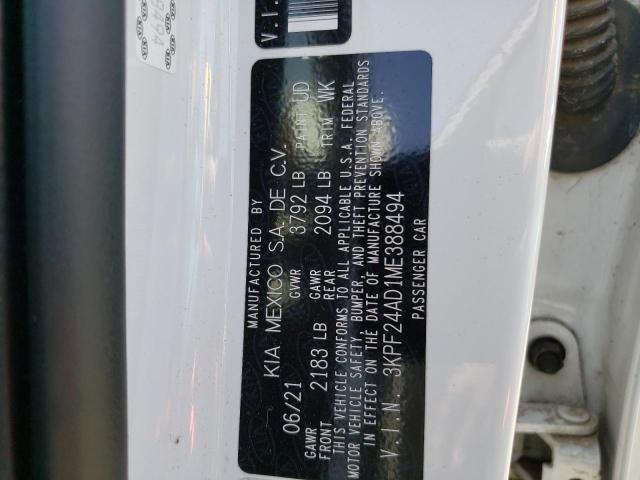 MANUFACTURED BY
KIA MEXICO S.A. DE C.V.
06/21 GVWR 3792 LB PAINT UD
GAWR FRONT 2183 LB GAWR REAR 2094 LB TRIM WK
THIS VEHICLE CONFORMS TO ALL APPLICABLE U.S.A. FEDERAL
MOTOR VEHICLE SAFETY, BUMPER, AND THEFT PREVENTION STANDARDS
IN EFFECT ON THE DATE OF MANUFACTURE SHOWN ABOVE.
V.I.N. 3KPF24AD1ME388494
PASSENGER CAR
V.I.